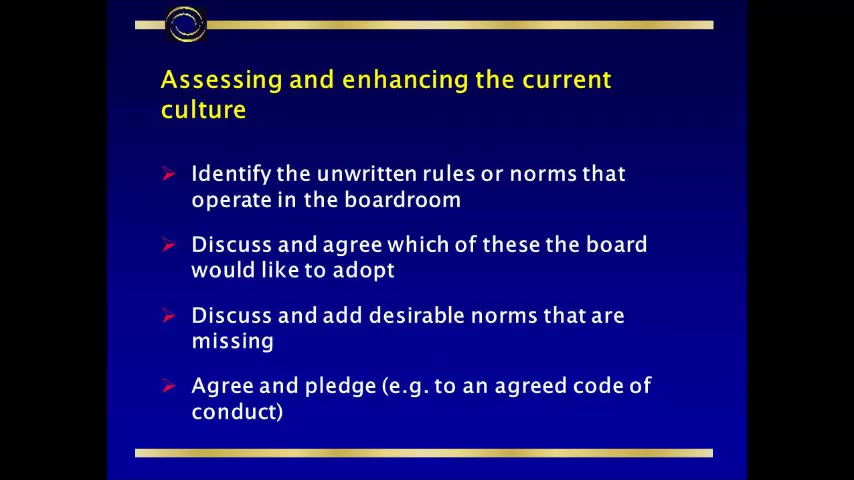 Assessing and enhancing the current
culture
Identify the unwritten rules or norms that
operate in the boardroom
Discuss and agree which of these the board
would like to adopt
Discuss and add desirable norms that are
missing
Agree and pledge (e.g. to an agreed code of
conduct)